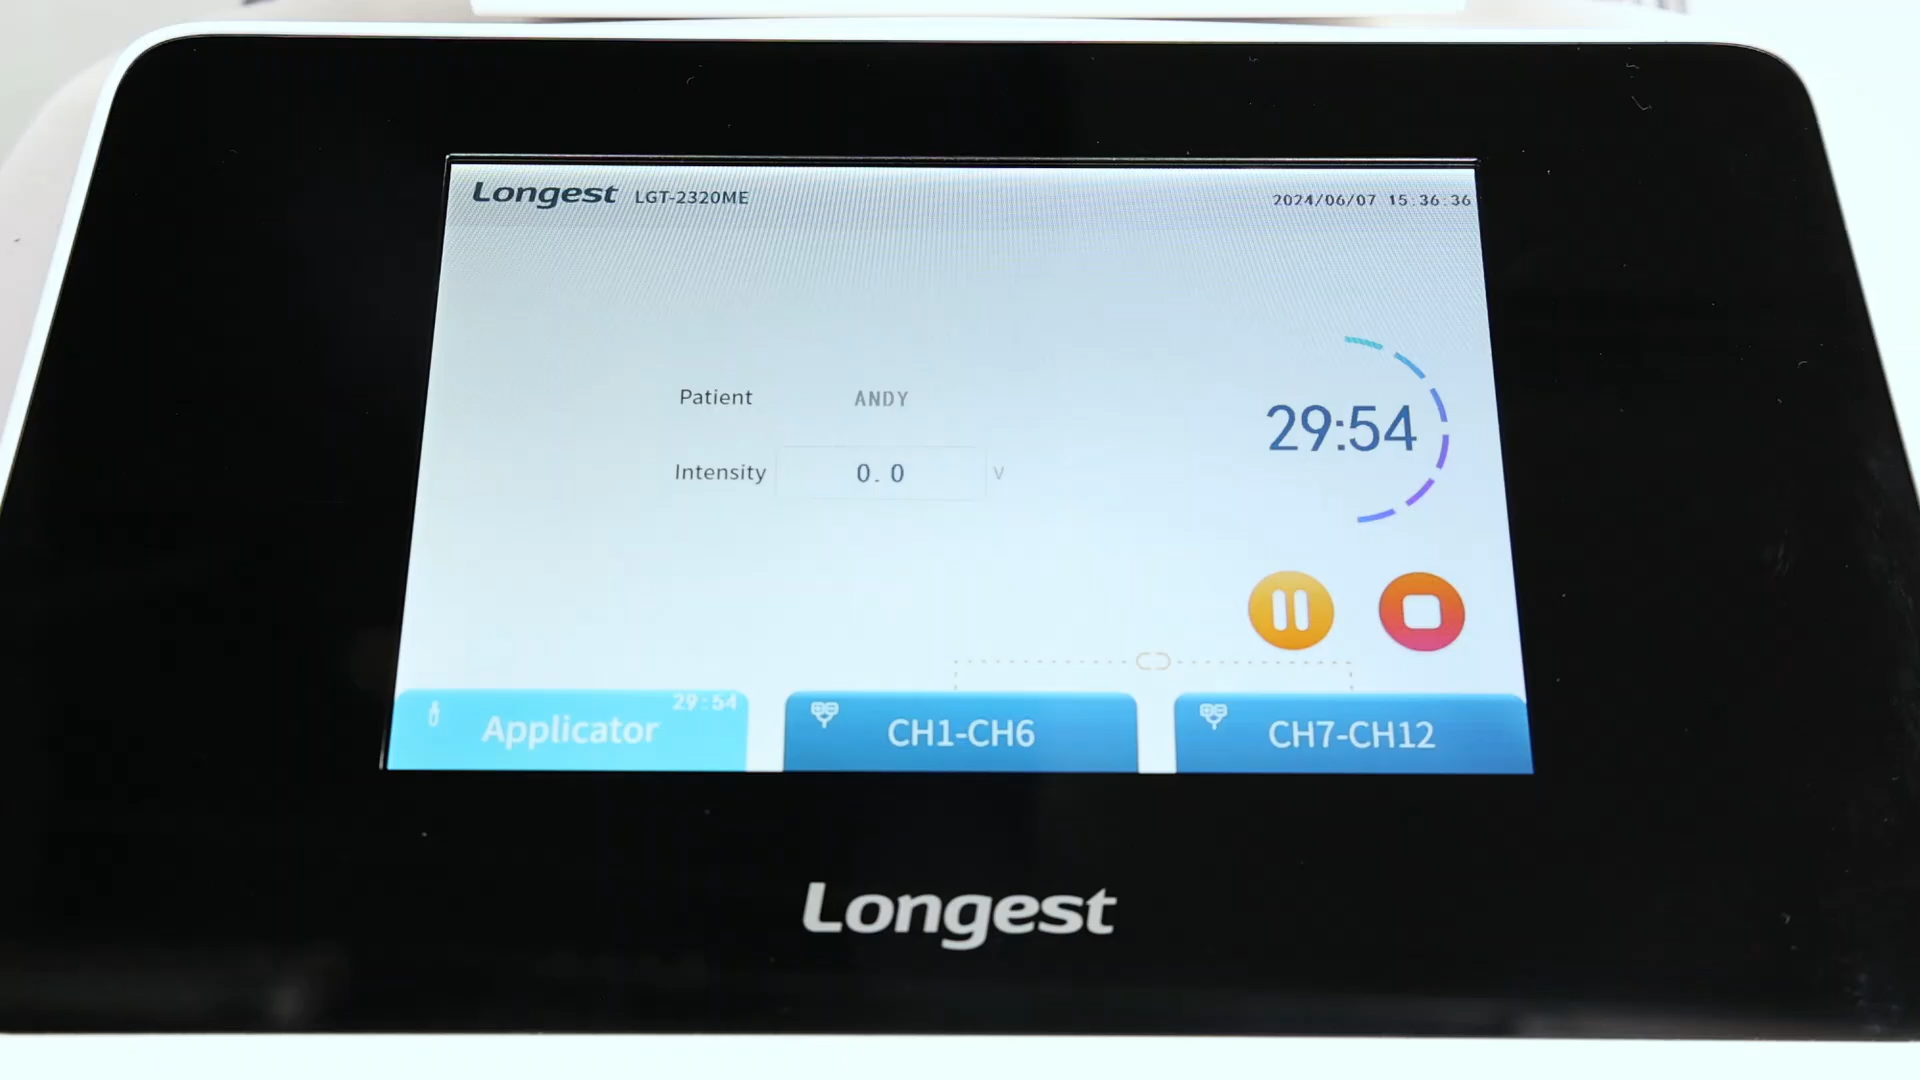 Longest LGT-2320ME 2024/06/07 15:36:36
Patient ANDY
29:54
Intensity 0.0 V
29:54
Applicator CH1-CH6 CH7-CH12
Longest